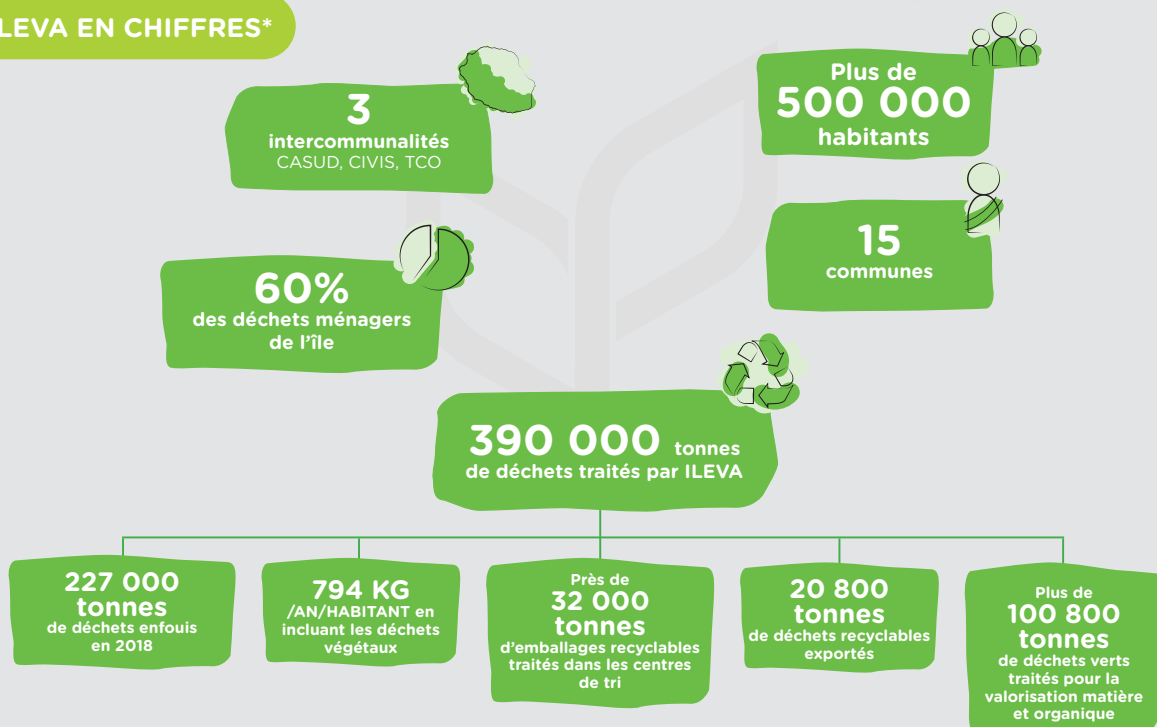 LEVA EN CHIFFRES*
3
intercommunalités
CASUD, CIVIS, TCO
Plus de
500 000
habitants
60%
des déchets ménagers
de l'île
15
communes
390 000 tonnes
de déchets traités par ILEVA
227 000
tonnes
de déchets enfouis
en 2018
794 KG
/AN/HABITANT en
incluant les déchets
végétaux
Près de
32 000
tonnes
d'emballages recyclables
traités dans les centres
de tri
20 800
tonnes
de déchets recyclables
exportés
Plus de
100 800
tonnes
de déchets verts
traités pour la
valorisation matière
et organique